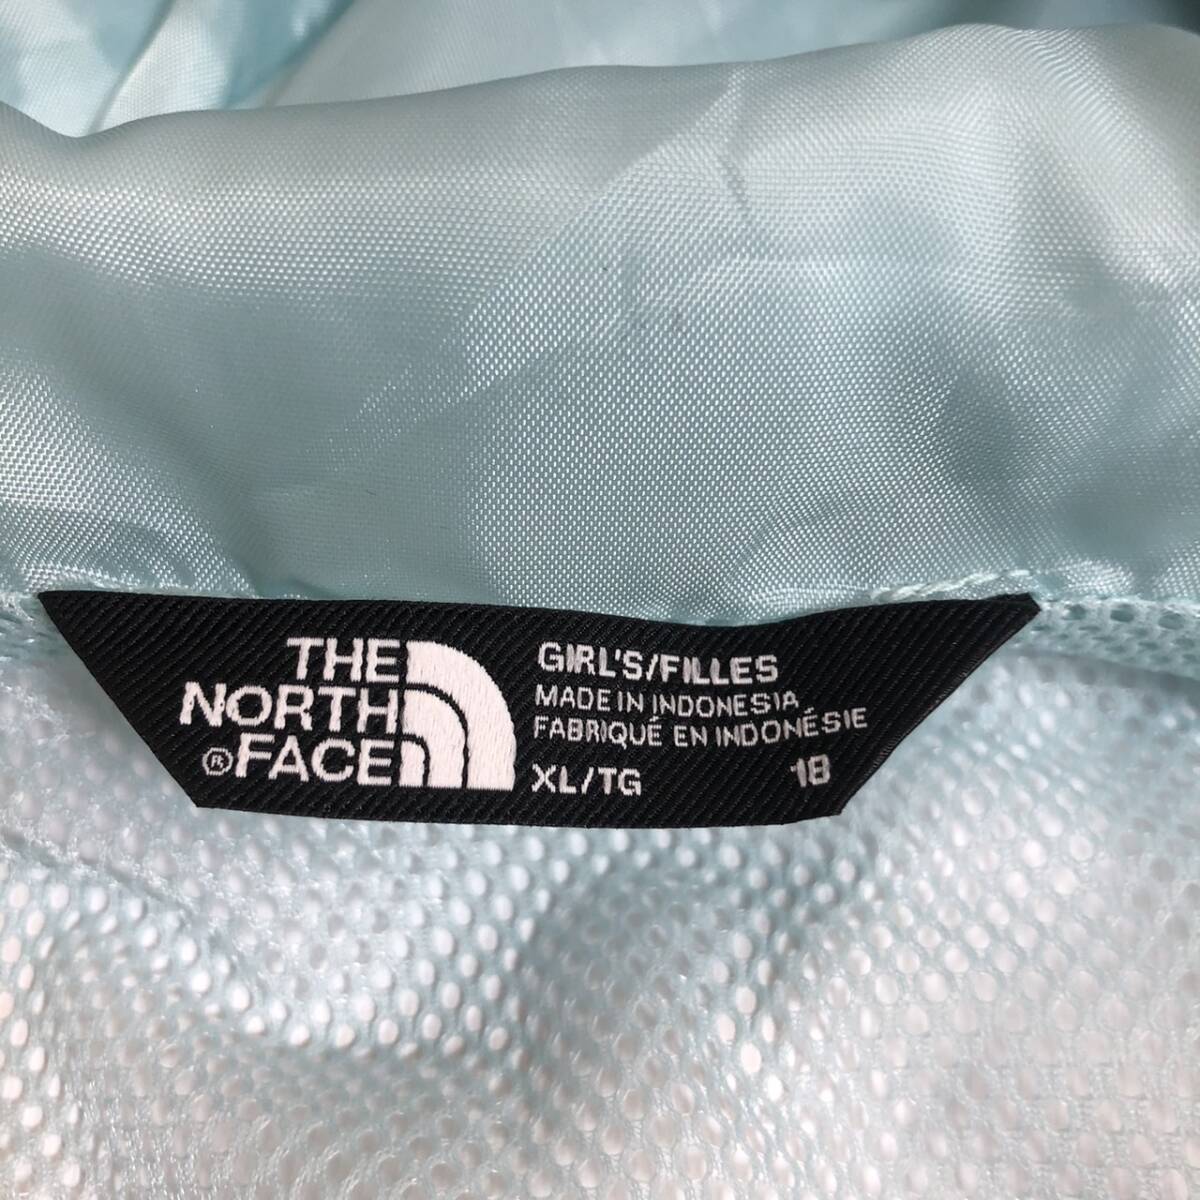 THE
NORTH
®FACE
GIRL'S/FILLES
MADE IN INDONESIA
FABRIQUÉ EN INDONÉSIE
XL/TG 18